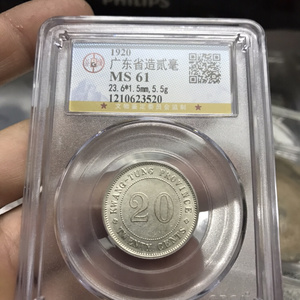 PHILIPS
1920
广东省造贰毫
MS 61
23.6*1.5mm,5.5g
1210623520
KWANG-TUNG PROVINCE
20
TWENTY CENTS